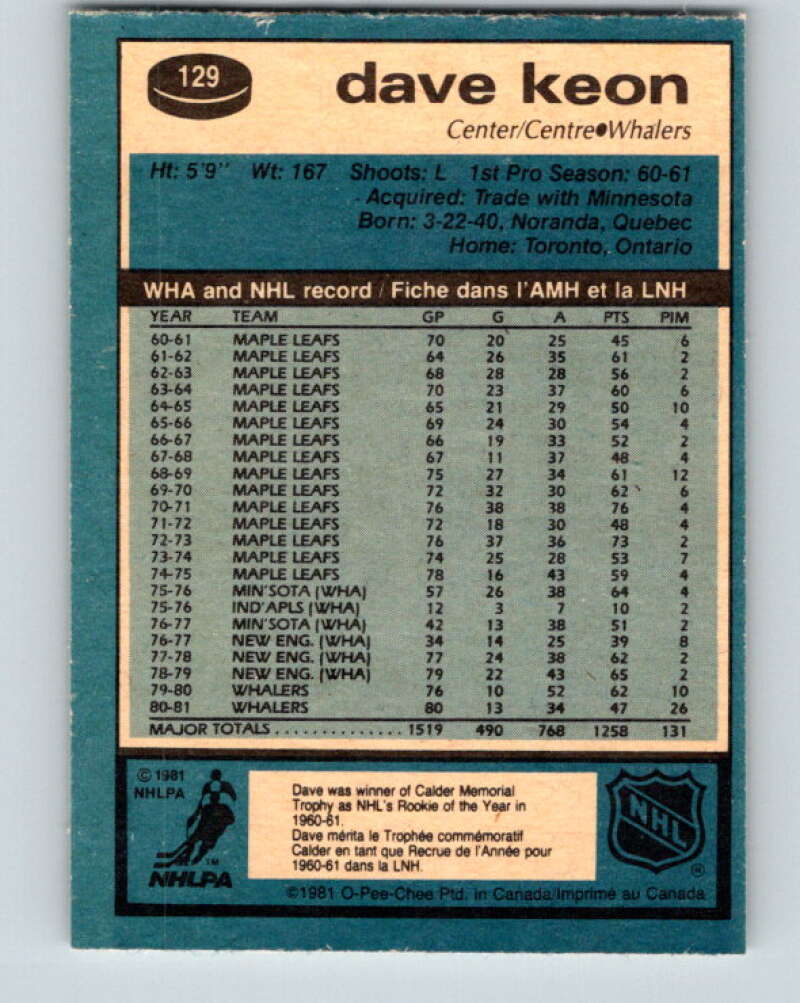 129
dave keon
Center/Centre●Whalers
Ht: 5'9" Wt: 167 Shoots: L 1st Pro Season: 60-61
Acquired: Trade with Minnesota
Born: 3-22-40, Noranda, Quebec
Home: Toronto, Ontario
WHA and NHL record / Fiche dans l'AMH et la LNH
YEAR TEAM GP G A PTS PIM
60-61 MAPLE LEAFS 70 20 25 45 6
61-62 MAPLE LEAFS 64 26 35 61 2
62-63 MAPLE LEAFS 68 28 28 56 2
63-64 MAPLE LEAFS 70 23 37 60 6
64-65 MAPLE LEAFS 65 21 29 50 10
65-66 MAPLE LEAFS 69 24 30 54 4
66-67 MAPLE LEAFS 66 19 33 52 2
67-68 MAPLE LEAFS 67 11 37 48 4
68-69 MAPLE LEAFS 75 27 34 61 12
69-70 MAPLE LEAFS 72 32 30 62 6
70-71 MAPLE LEAFS 76 38 38 76 4
71-72 MAPLE LEAFS 72 18 30 48 4
72-73 MAPLE LEAFS 76 37 36 73 2
73-74 MAPLE LEAFS 74 25 28 53 7
74-75 MAPLE LEAFS 78 16 43 59 4
75-76 MIN'SOTA (WHA) 57 26 38 64 4
75-76 IND'APLS (WHA) 12 3 7 10 2
76-77 MIN'SOTA (WHA) 42 13 38 51 2
76-77 NEW ENG. (WHA) 34 14 25 39 8
77-78 NEW ENG. (WHA) 77 24 38 62 2
78-79 NEW ENG. (WHA) 79 22 43 65 2
79-80 WHALERS 76 10 52 62 10
80-81 WHALERS 80 13 34 47 26
MAJOR TOTALS .............. 1519 490 768 1258 131
© 1981
NHLPA
TM
NHLPA
Dave was winner of Calder Memorial
Trophy as NHL's Rookie of the Year in
1960-61.
Dave mérita le Trophée commémoratif
Calder en tant que Recrue de l'Année pour
1960-61 dans la LNH.
NHL
®
©1981 O-Pee-Chee Ptd. in Canada/Imprimé au Canada